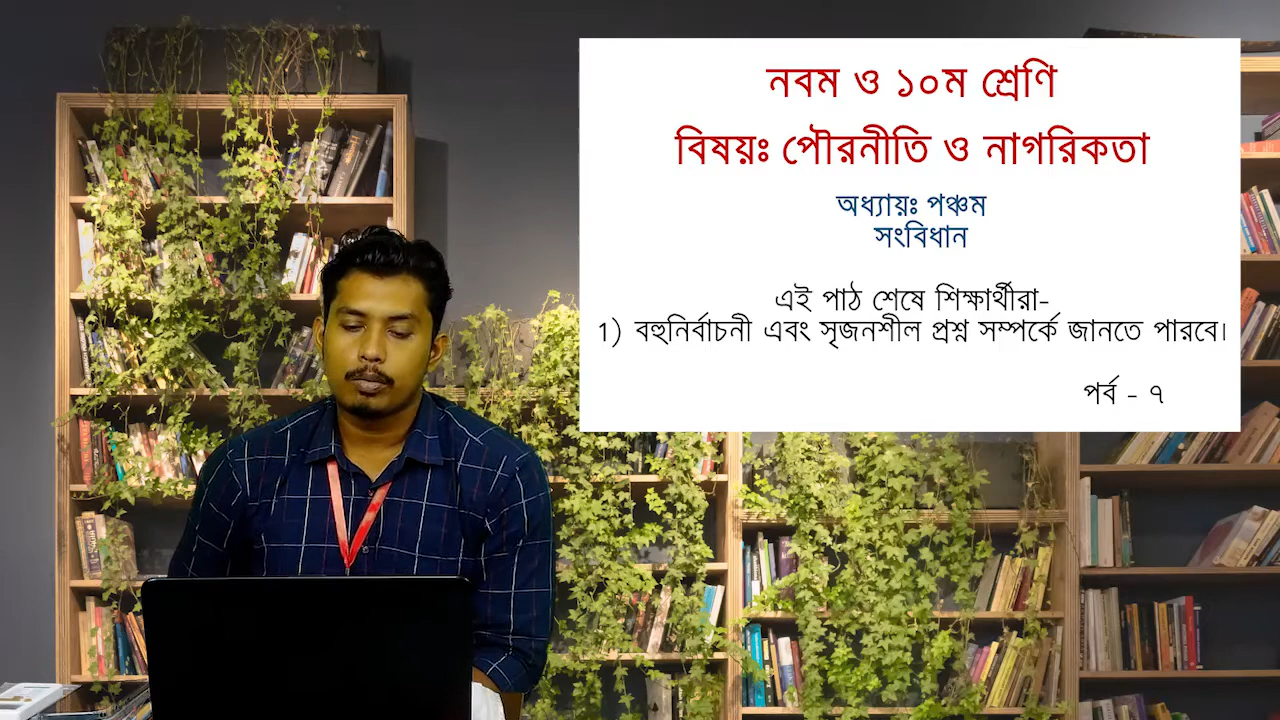 নবম ও ১০ম শ্রেণি
বিষয়ঃ পৌরনীতি ও নাগরিকতা
অধ্যায়ঃ পঞ্চম
সংবিধান
এই পাঠ শেষে শিক্ষার্থীরা-
1) বহুনির্বাচনী এবং সৃজনশীল প্রশ্ন সম্পর্কে জানতে পারবে।
পর্ব - ৭